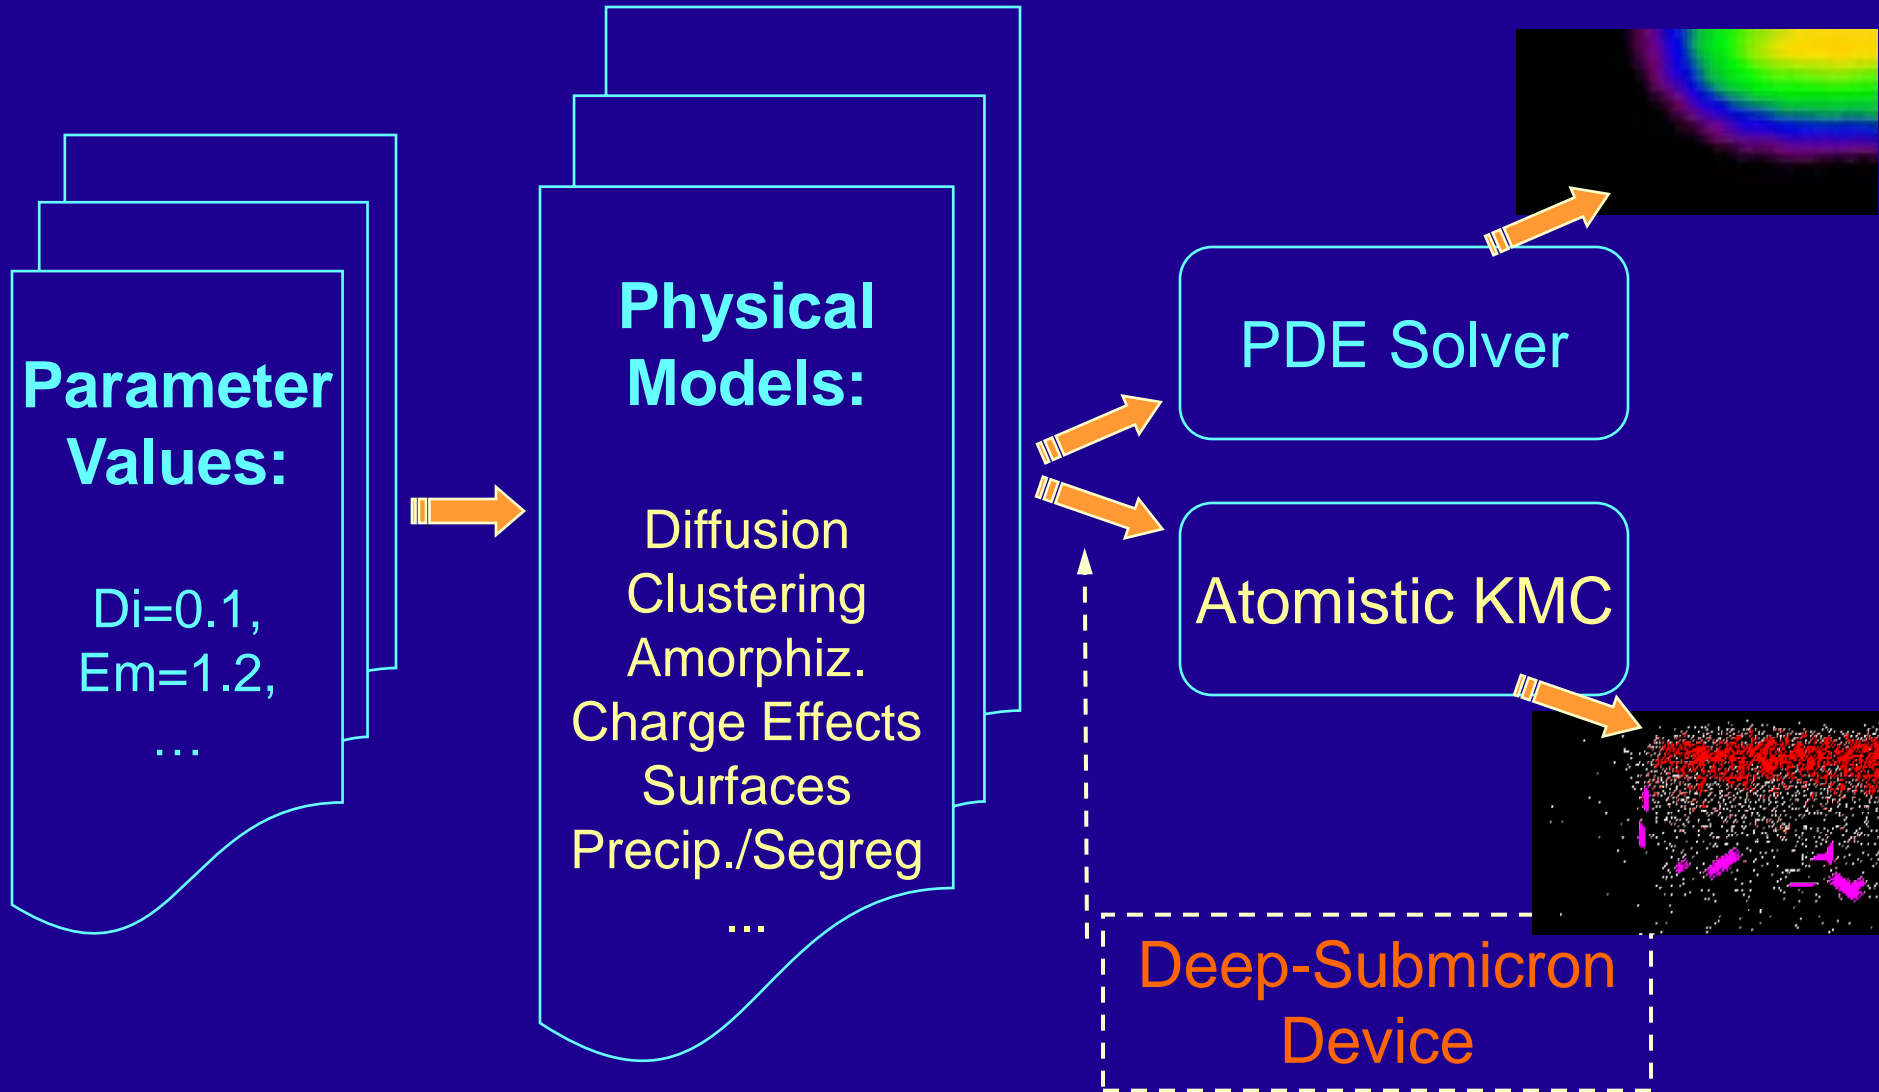 Parameter
Values:
Di=0.1,
Em=1.2,
…
Physical
Models:
Diffusion
Clustering
Amorphiz.
Charge Effects
Surfaces
Precip./Segreg
...
PDE Solver
Atomistic KMC
Deep-Submicron
Device